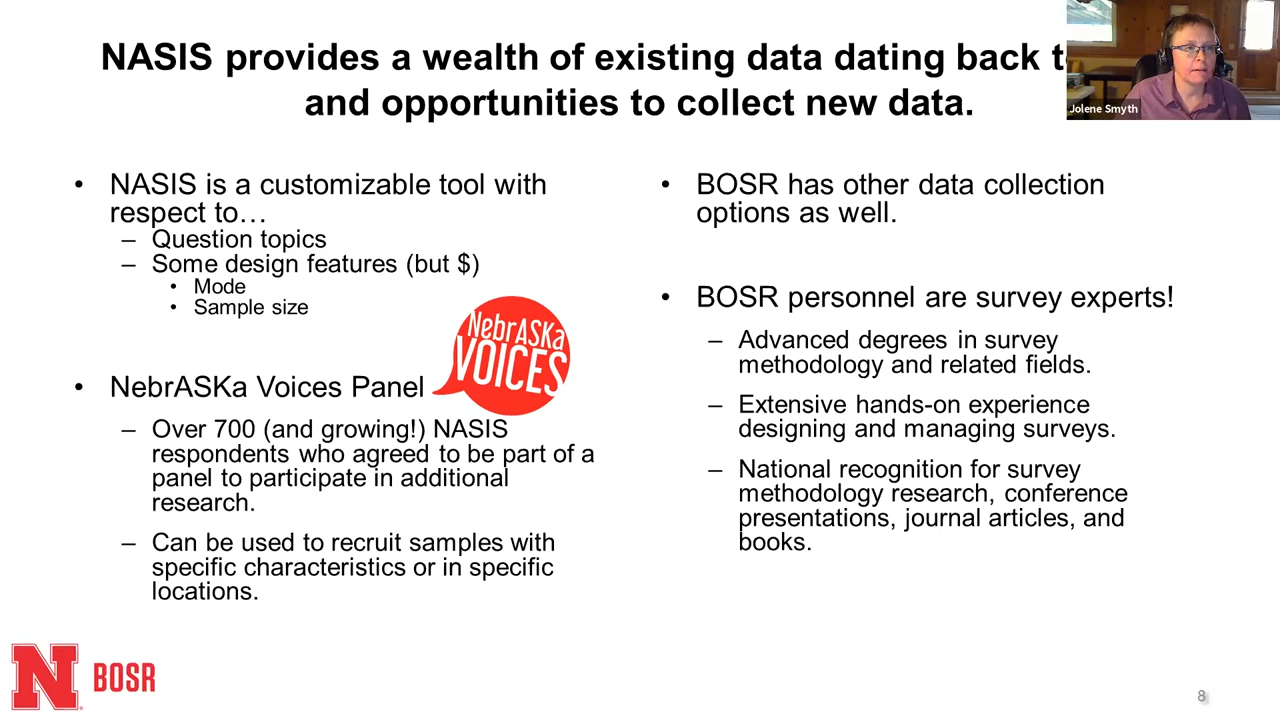 NASIS provides a wealth of existing data dating back
and opportunities to collect new data.
Jolene Smyth
• NASIS is a customizable tool with
respect to…
– Question topics
– Some design features (but $)
• Mode
• Sample size
NebrASKa
VOICES
• NebrASKa Voices Panel
– Over 700 (and growing!) NASIS
respondents who agreed to be part of a
panel to participate in additional
research.
– Can be used to recruit samples with
specific characteristics or in specific
locations.
• BOSR has other data collection
options as well.
• BOSR personnel are survey experts!
– Advanced degrees in survey
methodology and related fields.
– Extensive hands-on experience
designing and managing surveys.
– National recognition for survey
methodology research, conference
presentations, journal articles, and
books.
N BOSR
8